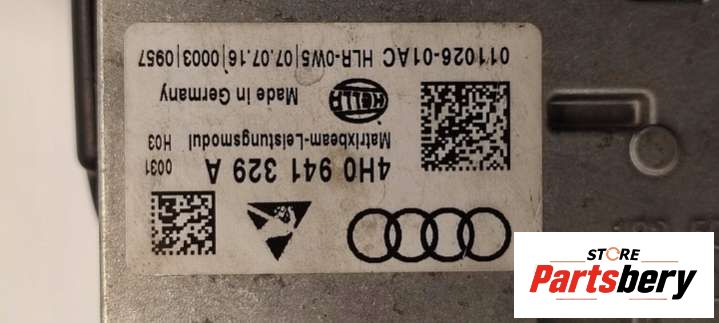 4H0 941 329 A
0031
Matrixbeam-Leistungsmodul H03
HELLA
Made in Germany
011026-01AC HLR-0W5|07.07.16|0003|0957
STORE
Partsbery